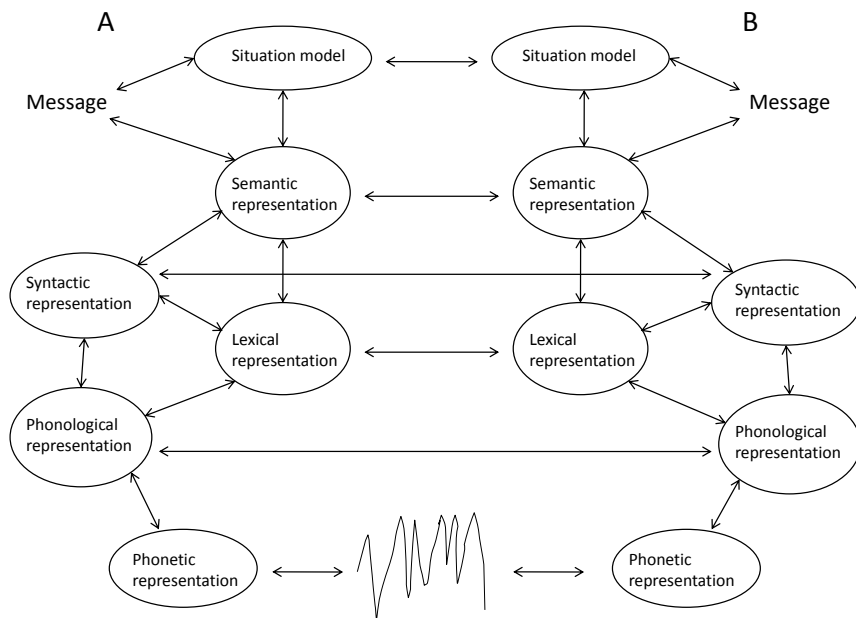 A
B
Situation model
Situation model
Message
Message
Semantic
representation
Semantic
representation
Syntactic
representation
Syntactic
representation
Lexical
representation
Lexical
representation
Phonological
representation
Phonological
representation
Phonetic
representation
Phonetic
representation